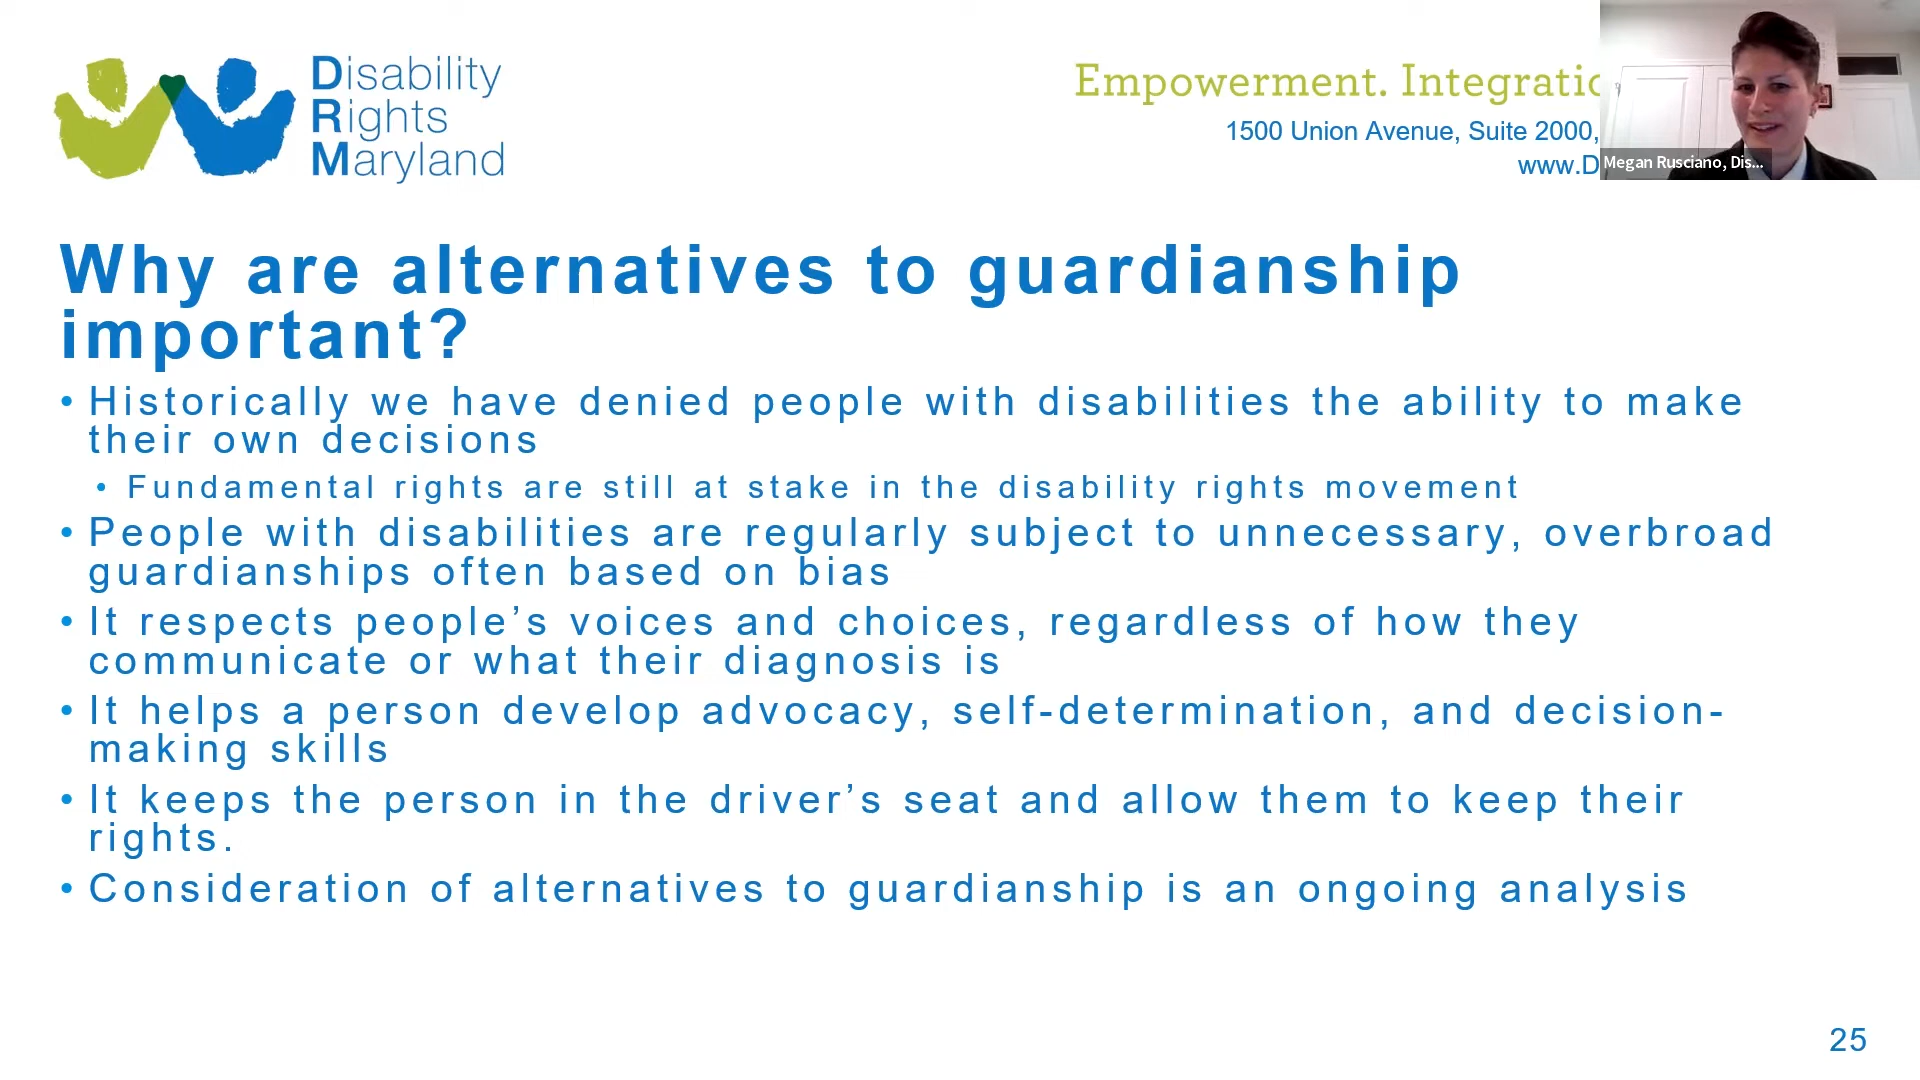 Disability
Rights
Maryland
Empowerment. Integratio
1500 Union Avenue, Suite 2000,
www.D
Megan Rusciano, Dis...
Why are alternatives to guardianship
important?
• Historically we have denied people with disabilities the ability to make
their own decisions
• Fundamental rights are still at stake in the disability rights movement
• People with disabilities are regularly subject to unnecessary, overbroad
guardianships often based on bias
• It respects people’s voices and choices, regardless of how they
communicate or what their diagnosis is
• It helps a person develop advocacy, self-determination, and decision-
making skills
• It keeps the person in the driver’s seat and allow them to keep their
rights.
• Consideration of alternatives to guardianship is an ongoing analysis
25